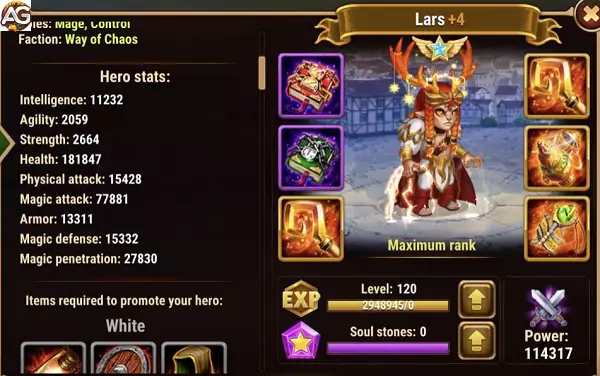 AG
Roles: Mage, Control
Faction: Way of Chaos
Hero stats:
Intelligence: 11232
Agility: 2059
Strength: 2664
Health: 181847
Physical attack: 15428
Magic attack: 77881
Armor: 13311
Magic defense: 15332
Magic penetration: 27830
Items required to promote your hero:
White
Lars +4
Maximum rank
EXP
Level: 120
2948945/0
Soul stones: 0
Power:
114317